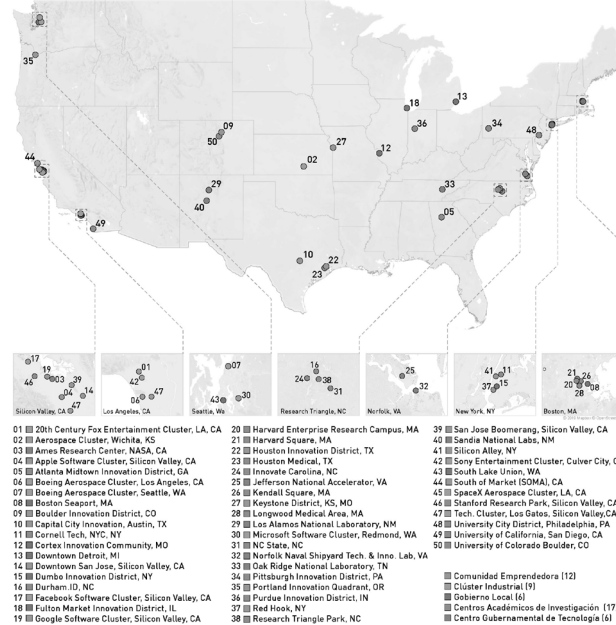 35
44
49
50
09
02
27
12
18
36
13
34
48
29
40
33
05
10
22
23
17
19
03
46
39
04
14
47
Silicon Valley, CA
01
42
06
47
Los Angeles, CA
07
43
30
Seattle, Wa
16
24
38
31
Research Triangle, NC
25
32
Norfolk, VA
41
11
15
37
New York, NY
21
26
20
08
28
Boston, MA
01 20th Century Fox Entertainment Cluster, LA, CA
02 Aerospace Cluster, Wichita, KS
03 Ames Research Center, NASA, CA
04 Apple Software Cluster, Silicon Valley, CA
05 Atlanta Midtown Innovation District, GA
06 Boeing Aerospace Cluster, Los Angeles, CA
07 Boeing Aerospace Cluster, Seattle, WA
08 Boston Seaport, MA
09 Boulder Innovation District, CO
10 Capital City Innovation, Austin, TX
11 Cornell Tech, NYC, NY
12 Cortex Innovation Community, MO
13 Downtown Detroit, MI
14 Downtown San Jose, Silicon Valley, CA
15 Dumbo Innovation District, NY
16 Durham.ID, NC
17 Facebook Software Cluster, Silicon Valley, CA
18 Fulton Market Innovation District, IL
19 Google Software Cluster, Silicon Valley, CA
20 Harvard Enterprise Research Campus, MA
21 Harvard Square, MA
22 Houston Innovation District, TX
23 Houston Medical, TX
24 Innovate Carolina, NC
25 Jefferson National Accelerator, VA
26 Kendall Square, MA
27 Keystone District, KS, MO
28 Longwood Medical Area, MA
29 Los Alamos National Laboratory, NM
30 Microsoft Software Cluster, Redmond, WA
31 NC State, NC
32 Norfolk Naval Shipyard Tech. & Inno. Lab, VA
33 Oak Ridge National Laboratory, TN
34 Pittsburgh Innovation District, PA
35 Portland Innovation Quadrant, OR
36 Purdue Innovation District, IN
37 Red Hook, NY
38 Research Triangle Park, NC
39 San Jose Boomerang, Silicon Valley, CA
40 Sandia National Labs, NM
41 Silicon Alley, NY
42 Sony Entertainment Cluster, Culver City,
43 South Lake Union, WA
44 South of Market (SOMA), CA
45 SpaceX Aerospace Cluster, LA, CA
46 Stanford Research Park, Silicon Valley, CA
47 Tech. Cluster, Los Gatos, Silicon Valley,CA
48 University City District, Philadelphia, PA
49 University of California, San Diego, CA
50 University of Colorado Boulder, CO
Comunidad Emprendedora (12)
Clúster Industrial (9)
Gobierno Local (6)
Centros Académicos de Investigación (17
Centro Gubernamental de Tecnología (6)